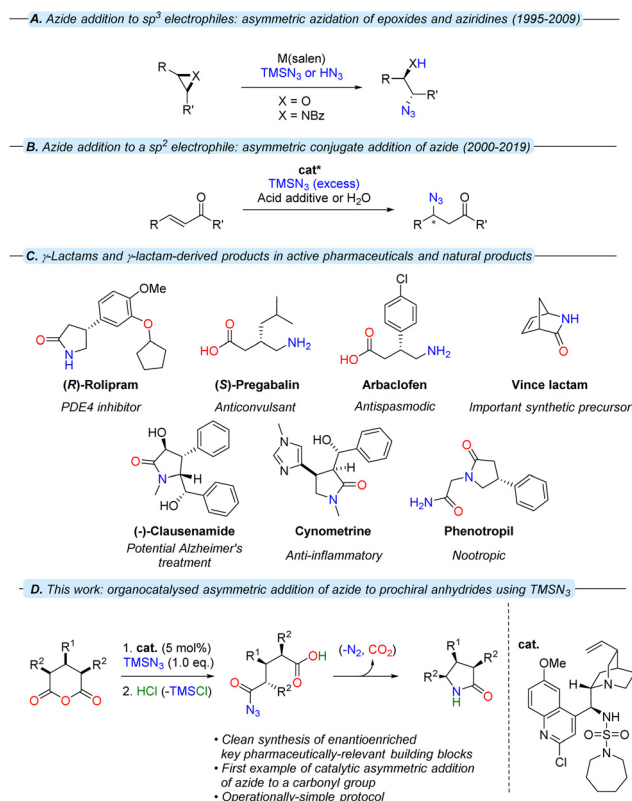 A. Azide addition to sp3 electrophiles: asymmetric azidation of epoxides and aziridines (1995-2009)
R
X
R'
M(salen)
TMSN3 or HN3
X = O
X = NBz
XH
R
R'
N3
B. Azide addition to a sp2 electrophile: asymmetric conjugate addition of azide (2000-2019)
O
R
R'
cat*
TMSN3 (excess)
Acid additive or H2O
N3
O
R
*
R'
C. γ-Lactams and γ-lactam-derived products in active pharmaceuticals and natural products
OMe
O
O
N
H
(R)-Rolipram
PDE4 inhibitor
O
HO
NH2
(S)-Pregabalin
Anticonvulsant
Cl
O
HO
NH2
Arbaclofen
Antispasmodic
NH
O
Vince lactam
Important synthetic precursor
HO
O
N
H
HO
(-)-Clausenamide
Potential Alzheimer's
treatment
N
N
HO
H
O
N
Cynometrine
Anti-inflammatory
O
N
H2N
O
Phenotropil
Nootropic
D. This work: organocatalysed asymmetric addition of azide to prochiral anhydrides using TMSN3
R1
R2
R2
O
O
O
1. cat. (5 mol%)
TMSN3 (1.0 eq.)
2. HCl (-TMSCl)
R2
R1
OH
O
R2
O
N3
(-N2, CO2)
R1
R2
R2
N
H
O
cat.
OMe
N
N
Cl
NH
O
S
O
N
• Clean synthesis of enantioenriched
key pharmaceutically-relevant building blocks
• First example of catalytic asymmetric addition
of azide to a carbonyl group
• Operationally-simple protocol